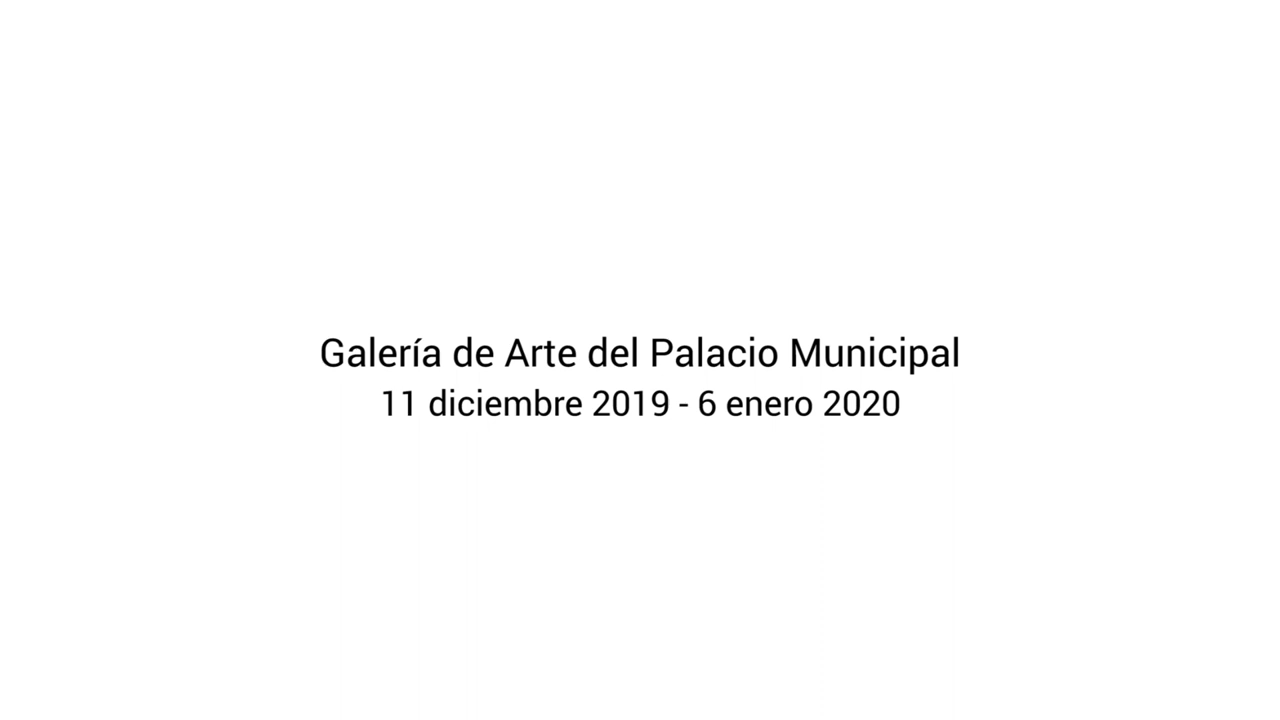 Galería de Arte del Palacio Municipal
11 diciembre 2019 - 6 enero 2020